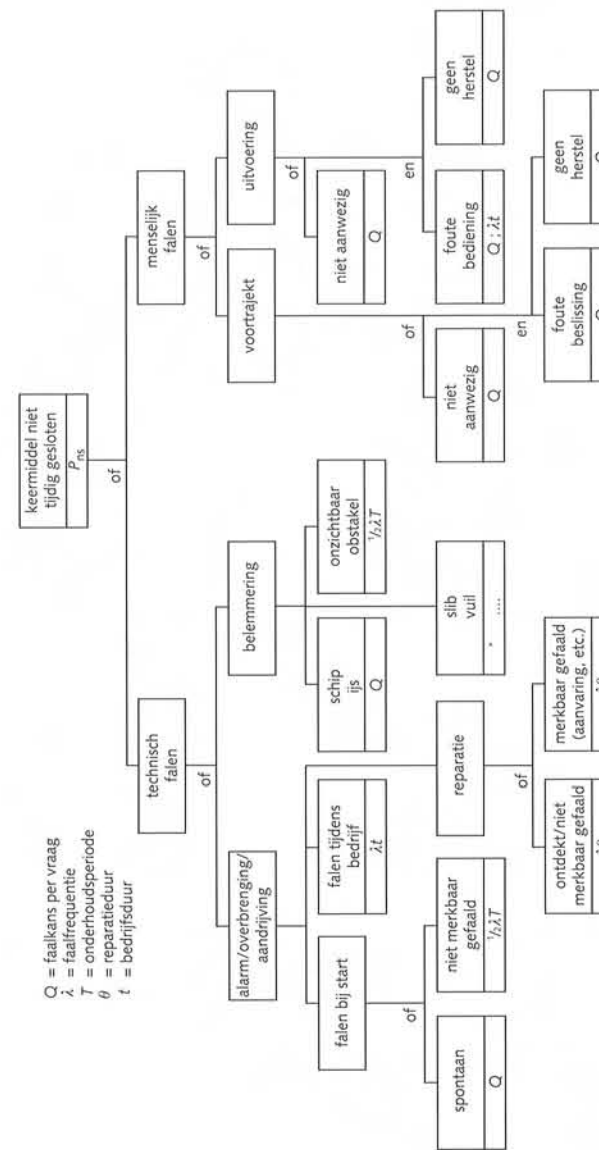 Q = faalkans per vraag
λ = faalfrequentie
T = onderhoudsperiode
θ = reparatieduur
t = bedrijfsduur
keermiddel niet
tijdig gesloten
Pns
of
technisch
falen
of
menselijk
falen
of
alarm/overbrenging/
aandrijving
belemmering
voortrajekt
uitvoering
of
falen bij start
of
falen tijdens
bedrijf
λt
schip
ijs
Q
onzichtbaar
obstakel
½λT
niet aanwezig
Q
of
en
spontaan
Q
niet merkbaar
gefaald
½λT
reparatie
of
slib
vuil
* ....
niet
aanwezig
Q
en
foute
bediening
Q ; λt
geen
herstel
Q
ontdekt/niet
merkbaar gefaald
merkbaar gefaald
(aanvaring, etc.)
foute
beslissing
geen
herstel